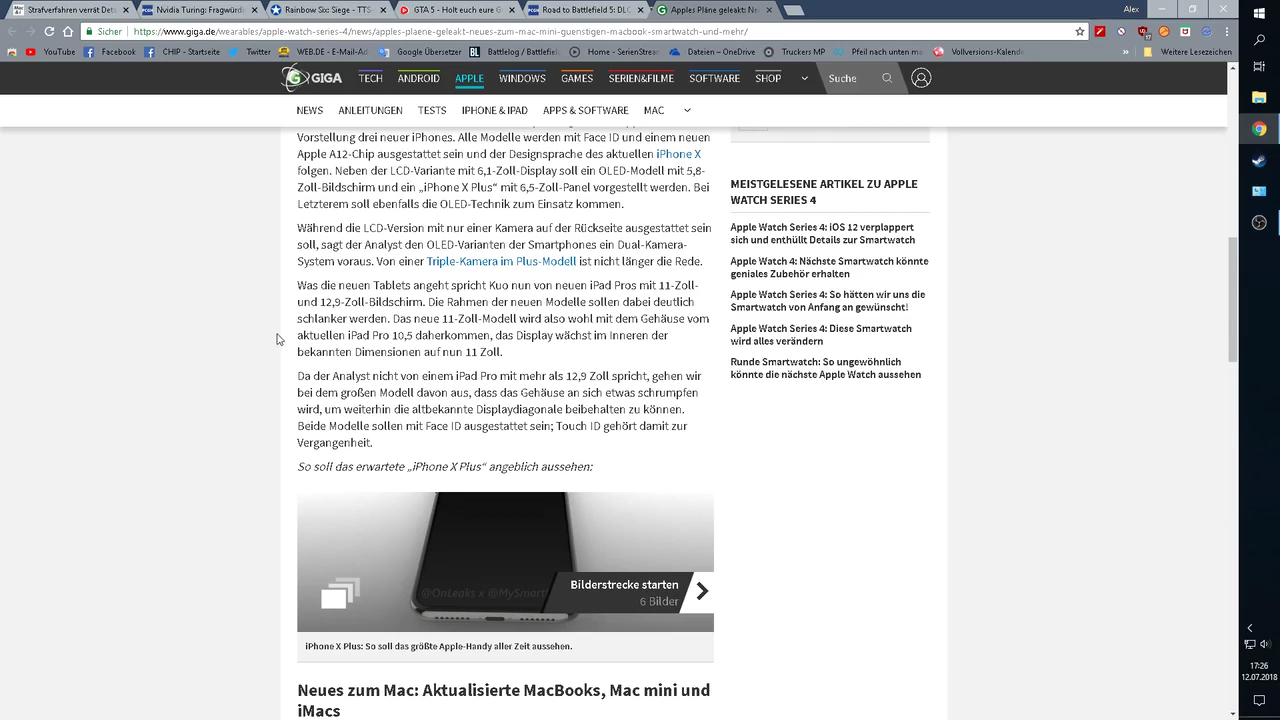 Strafverfahren verrät Deta
Nvidia Turing: Fragwürdi
Rainbow Six: Siege - TTS-
GTA 5 - Holt euch eure G
Road to Battlefield 5: DLC
Apples Pläne geleakt: Ne
Alex
Sicher
https://www.giga.de/wearables/apple-watch-series-4/news/apples-plaene-geleakt-neues-zum-mac-mini-guenstigen-macbook-smartwatch-und-mehr/
YouTube
Facebook
CHIP - Startseite
Twitter
WEB.DE - E-Mail-Ad
Google Übersetzer
Battlelog / Battlefiel
Home - SerienStream
Dateien – OneDrive
Truckers MP
Pfeil nach unten mar
Vollversions-Kalende
»
Weitere Lesezeichen
GIGA
TECH
ANDROID
APPLE
WINDOWS
GAMES
SERIEN&FILME
SOFTWARE
SHOP
Suche
NEWS
ANLEITUNGEN
TESTS
IPHONE & IPAD
APPS & SOFTWARE
MAC
Vorstellung drei neuer iPhones. Alle Modelle werden mit Face ID und einem neuen
Apple A12-Chip ausgestattet sein und der Designsprache des aktuellen iPhone X
folgen. Neben der LCD-Variante mit 6,1-Zoll-Display soll ein OLED-Modell mit 5,8-
Zoll-Bildschirm und ein „iPhone X Plus“ mit 6,5-Zoll-Panel vorgestellt werden. Bei
Letzterem soll ebenfalls die OLED-Technik zum Einsatz kommen.
Während die LCD-Version mit nur einer Kamera auf der Rückseite ausgestattet sein
soll, sagt der Analyst den OLED-Varianten der Smartphones ein Dual-Kamera-
System voraus. Von einer Triple-Kamera im Plus-Modell ist nicht länger die Rede.
Was die neuen Tablets angeht spricht Kuo nun von neuen iPad Pros mit 11-Zoll-
und 12,9-Zoll-Bildschirm. Die Rahmen der neuen Modelle sollen dabei deutlich
schlanker werden. Das neue 11-Zoll-Modell wird also wohl mit dem Gehäuse vom
aktuellen iPad Pro 10,5 daherkommen, das Display wächst im Inneren der
bekannten Dimensionen auf nun 11 Zoll.
Da der Analyst nicht von einem iPad Pro mit mehr als 12,9 Zoll spricht, gehen wir
bei dem großen Modell davon aus, dass das Gehäuse an sich etwas schrumpfen
wird, um weiterhin die altbekannte Displaydiagonale beibehalten zu können.
Beide Modelle sollen mit Face ID ausgestattet sein; Touch ID gehört damit zur
Vergangenheit.
So soll das erwartete „iPhone X Plus“ angeblich aussehen:
@OnLeaks x @MySmart
Bilderstrecke starten
6 Bilder
iPhone X Plus: So soll das größte Apple-Handy aller Zeit aussehen.
Neues zum Mac: Aktualisierte MacBooks, Mac mini und
iMacs
MEISTGELESENE ARTIKEL ZU APPLE
WATCH SERIES 4
Apple Watch Series 4: iOS 12 verplappert
sich und enthüllt Details zur Smartwatch
Apple Watch 4: Nächste Smartwatch könnte
geniales Zubehör erhalten
Apple Watch Series 4: So hätten wir uns die
Smartwatch von Anfang an gewünscht!
Apple Watch Series 4: Diese Smartwatch
wird alles verändern
Runde Smartwatch: So ungewöhnlich
könnte die nächste Apple Watch aussehen
17:26
12.07.2018